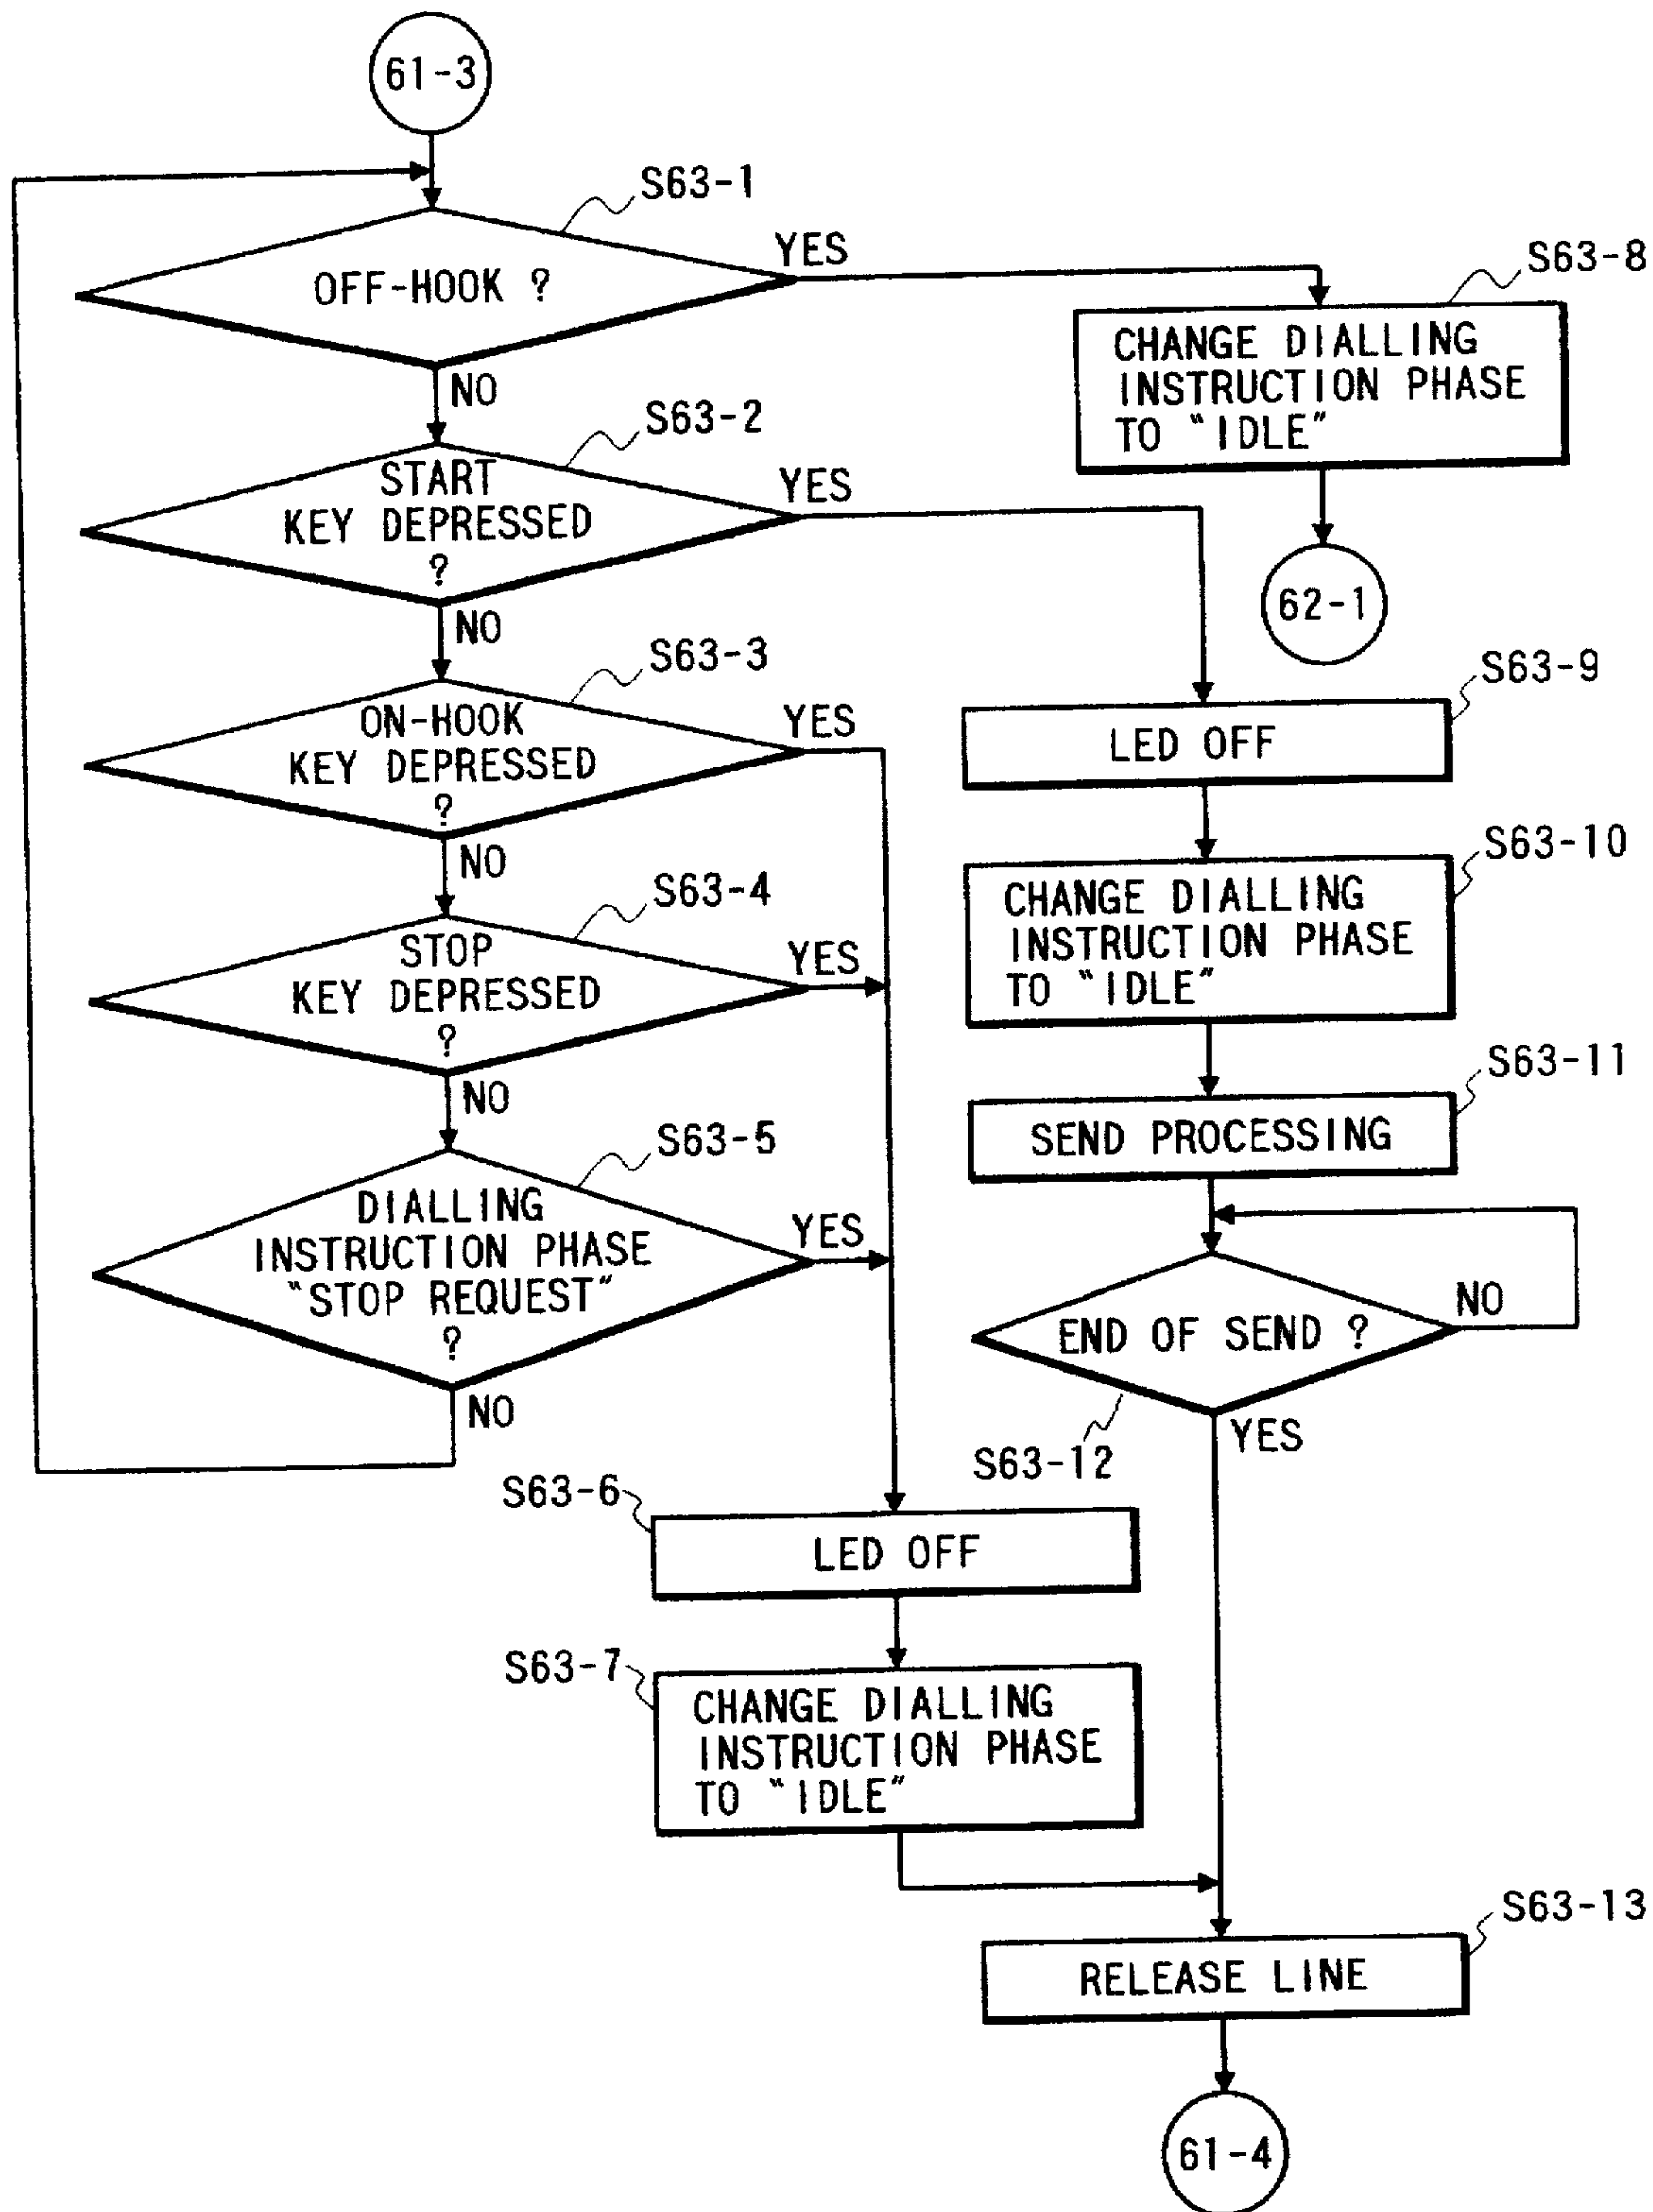 61-3
S63-1
OFF-HOOK ?
YES
NO
S63-8
CHANGE DIALLING
INSTRUCTION PHASE
TO "IDLE"
62-1
S63-2
START
KEY DEPRESSED
?
YES
NO
S63-3
ON-HOOK
KEY DEPRESSED
?
YES
NO
S63-4
STOP
KEY DEPRESSED
?
YES
NO
S63-5
DIALLING
INSTRUCTION PHASE
"STOP REQUEST"
?
YES
NO
S63-9
LED OFF
S63-10
CHANGE DIALLING
INSTRUCTION PHASE
TO "IDLE"
S63-11
SEND PROCESSING
END OF SEND ?
NO
YES
S63-12
S63-6
LED OFF
S63-7
CHANGE DIALLING
INSTRUCTION PHASE
TO "IDLE"
S63-13
RELEASE LINE
61-4